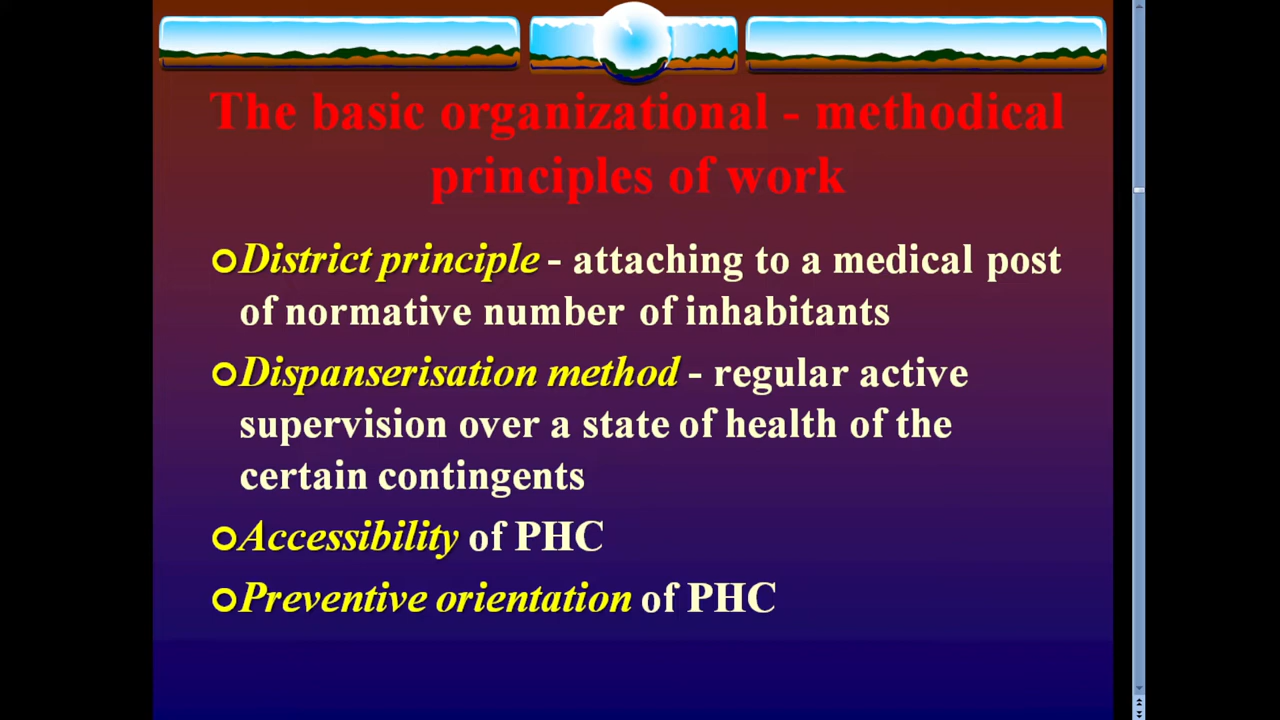 The basic organizational - methodical
principles of work
District principle - attaching to a medical post
of normative number of inhabitants
Dispanserisation method - regular active
supervision over a state of health of the
certain contingents
Accessibility of PHC
Preventive orientation of PHC